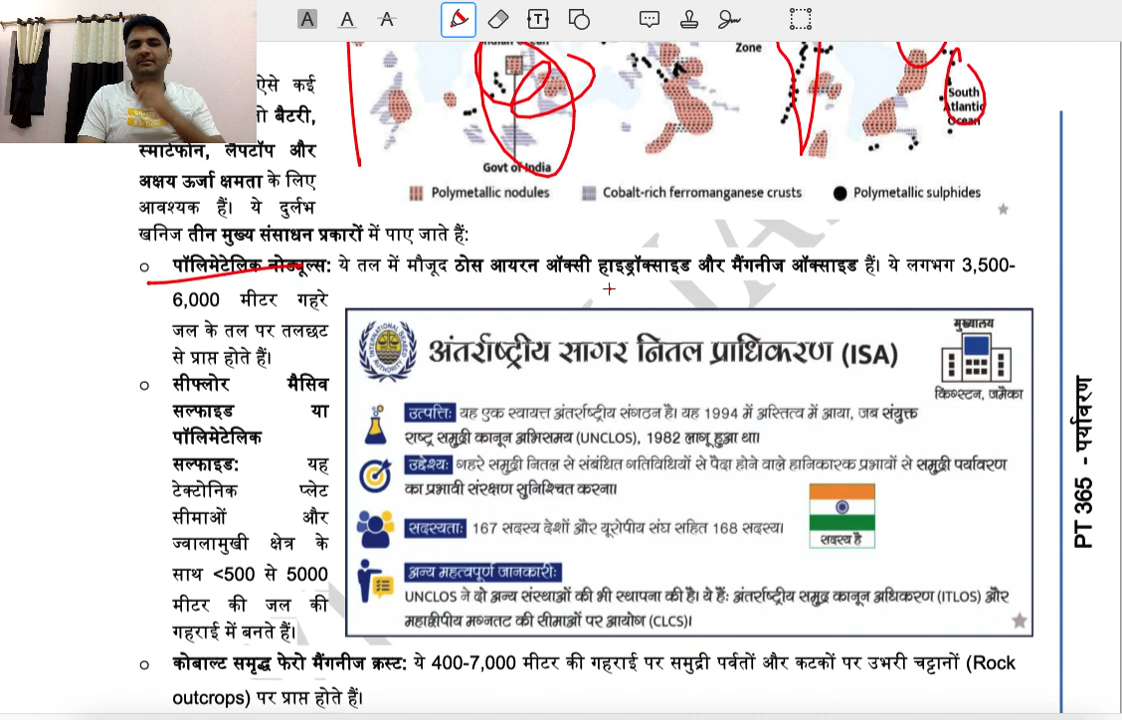 A A A T
Indian Ocean
Zone
South
Atlantic
Ocean
Govt of India
Polymetallic nodules Cobalt-rich ferromanganese crusts Polymetallic sulphides
ऐसे कई
बैटरी,
स्मार्टफोन, लैपटॉप और
अक्षय ऊर्जा क्षमता के लिए
आवश्यक हैं। ये दुर्लभ
खनिज तीन मुख्य संसाधन प्रकारों में पाए जाते हैं:
पॉलिमेटेलिक नोड्यूल्स: ये तल में मौजूद ठोस आयरन ऑक्सी हाइड्रॉक्साइड और मैंगनीज ऑक्साइड हैं। ये लगभग 3,500-
6,000 मीटर गहरे
जल के तल पर तलछट
से प्राप्त होते हैं।
सीफ्लोर मैसिव
सल्फाइड या
पॉलिमेटेलिक
सल्फाइड: यह
टेक्टोनिक प्लेट
सीमाओं और
ज्वालामुखी क्षेत्र के
साथ <500 से 5000
मीटर की जल की
गहराई में बनते हैं।
INTERNATIONAL SEABED AUTHORITY
अंतर्राष्ट्रीय सागर नितल प्राधिकरण (ISA)
मुख्यालय
किंग्स्टन, जमैका
उत्पत्ति: यह एक स्वायत्त अंतर्राष्ट्रीय संगठन है। यह 1994 में अस्तित्व में आया, जब संयुक्त
राष्ट्र समुद्री कानून अभिसमय (UNCLOS), 1982 लागू हुआ था।
उद्देश्य: गहरे समुद्री नितल से संबंधित गतिविधियों से पैदा होने वाले हानिकारक प्रभावों से समुद्री पर्यावरण
का प्रभावी संरक्षण सुनिश्चित करना।
सदस्यता: 167 सदस्य देशों और यूरोपीय संघ सहित 168 सदस्य।
सदस्य है
अन्य महत्वपूर्ण जानकारी:
UNCLOS ने दो अन्य संस्थाओं की भी स्थापना की है। ये हैं: अंतर्राष्ट्रीय समुद्र कानून अधिकरण (ITLOS) और
महाद्वीपीय मग्नतट की सीमाओं पर आयोग (CLCS)।
कोबाल्ट समृद्ध फेरो मैंगनीज क्रस्ट: ये 400-7,000 मीटर की गहराई पर समुद्री पर्वतों और कटकों पर उभरी चट्टानों (Rock
outcrops) पर प्राप्त होते हैं।
PT 365 - पर्यावरण